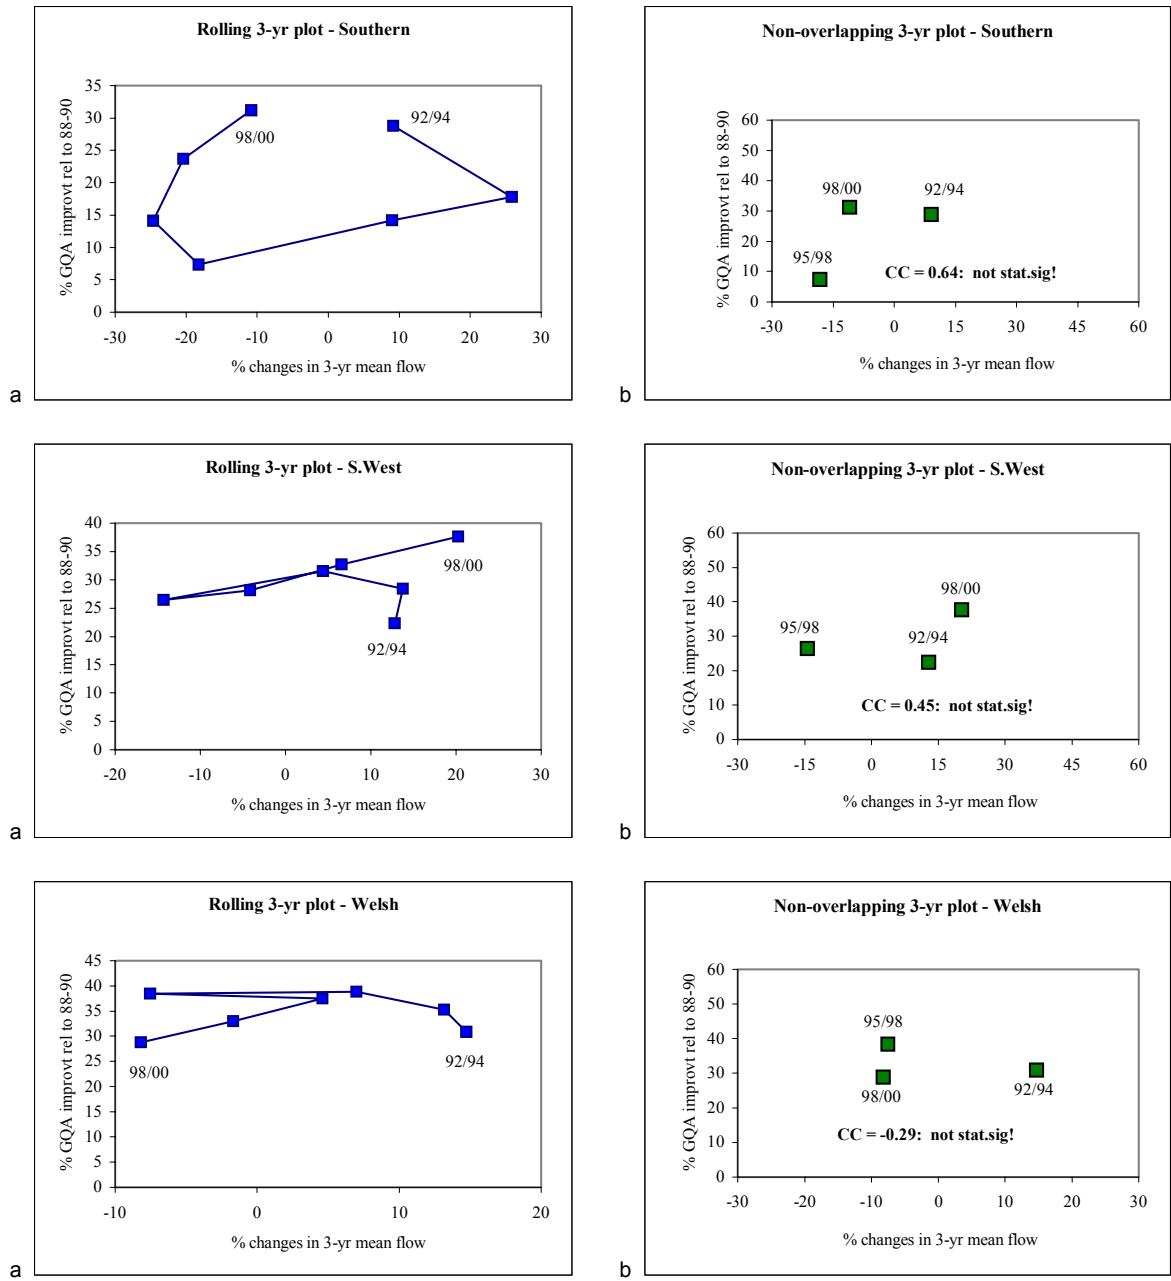 Rolling 3-yr plot - Southern
% GQA improvt rel to 88-90
35
30
25
20
15
10
5
0
98/00
92/94
-30 -20 -10 0 10 20 30
% changes in 3-yr mean flow
a
Non-overlapping 3-yr plot - Southern
% GQA improvt rel to 88-90
60
50
40
30
20
10
0
98/00
92/94
95/98
CC = 0.64: not stat.sig!
-30 -15 0 15 30 45 60
% changes in 3-yr mean flow
b
Rolling 3-yr plot - S.West
% GQA improvt rel to 88-90
40
35
30
25
20
15
10
5
0
98/00
92/94
-20 -10 0 10 20 30
% changes in 3-yr mean flow
a
Non-overlapping 3-yr plot - S.West
% GQA improvt rel to 88-90
60
50
40
30
20
10
0
98/00
95/98
92/94
CC = 0.45: not stat.sig!
-30 -15 0 15 30 45 60
% changes in 3-yr mean flow
b
Rolling 3-yr plot - Welsh
% GQA improvt rel to 88-90
45
40
35
30
25
20
15
10
5
0
98/00
92/94
-10 0 10 20
% changes in 3-yr mean flow
a
Non-overlapping 3-yr plot - Welsh
% GQA improvt rel to 88-90
60
50
40
30
20
10
0
95/98
98/00
92/94
CC = -0.29: not stat.sig!
-30 -20 -10 0 10 20 30
% changes in 3-yr mean flow
b